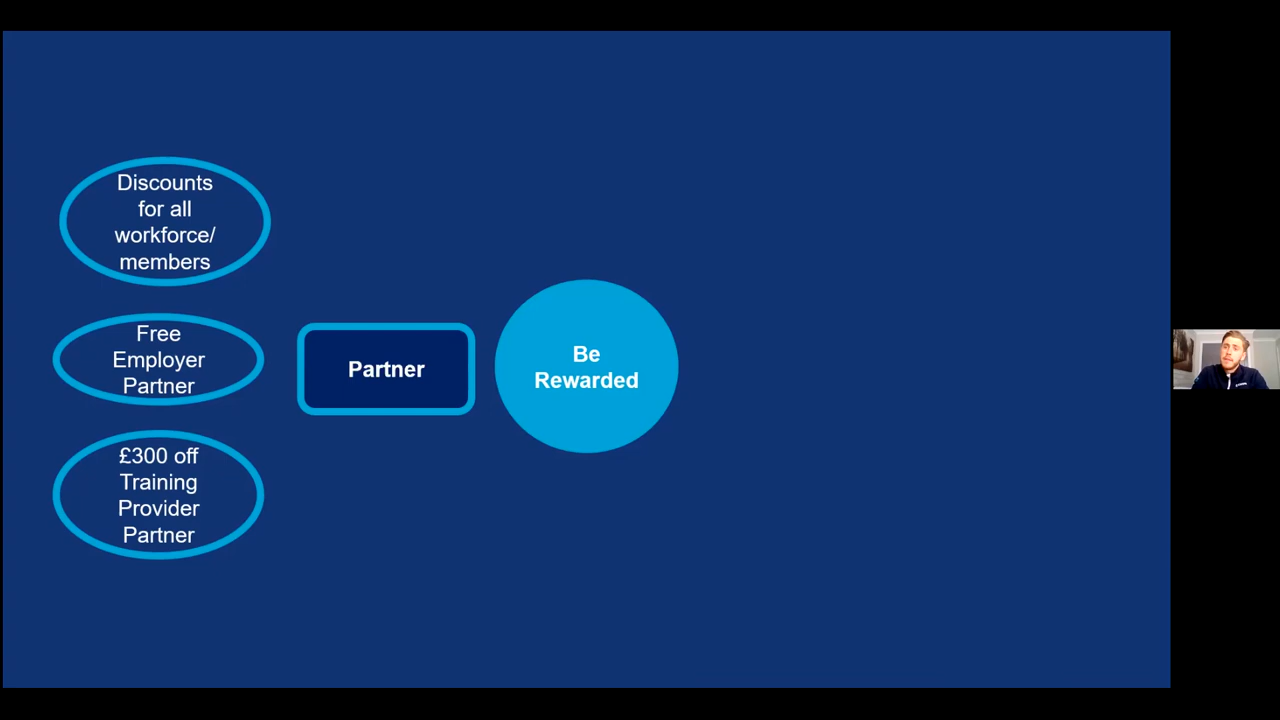 Discounts
for all
workforce/
members
Free
Employer
Partner
£300 off
Training
Provider
Partner
Partner
Be
Rewarded